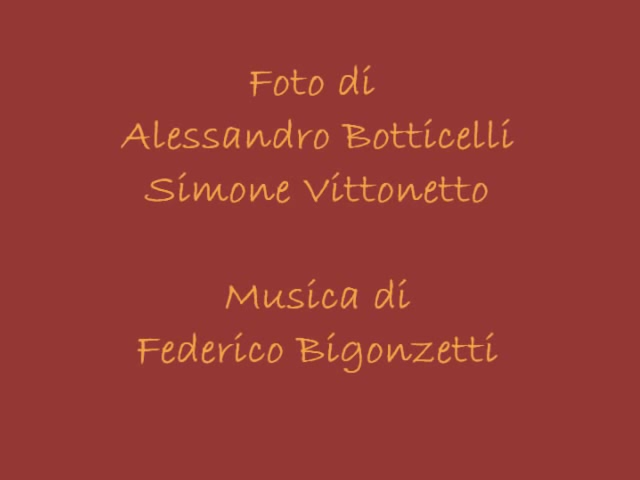 Foto di
Alessandro Botticelli
Simone Vittonetto
Musica di
Federico Bigonzetti